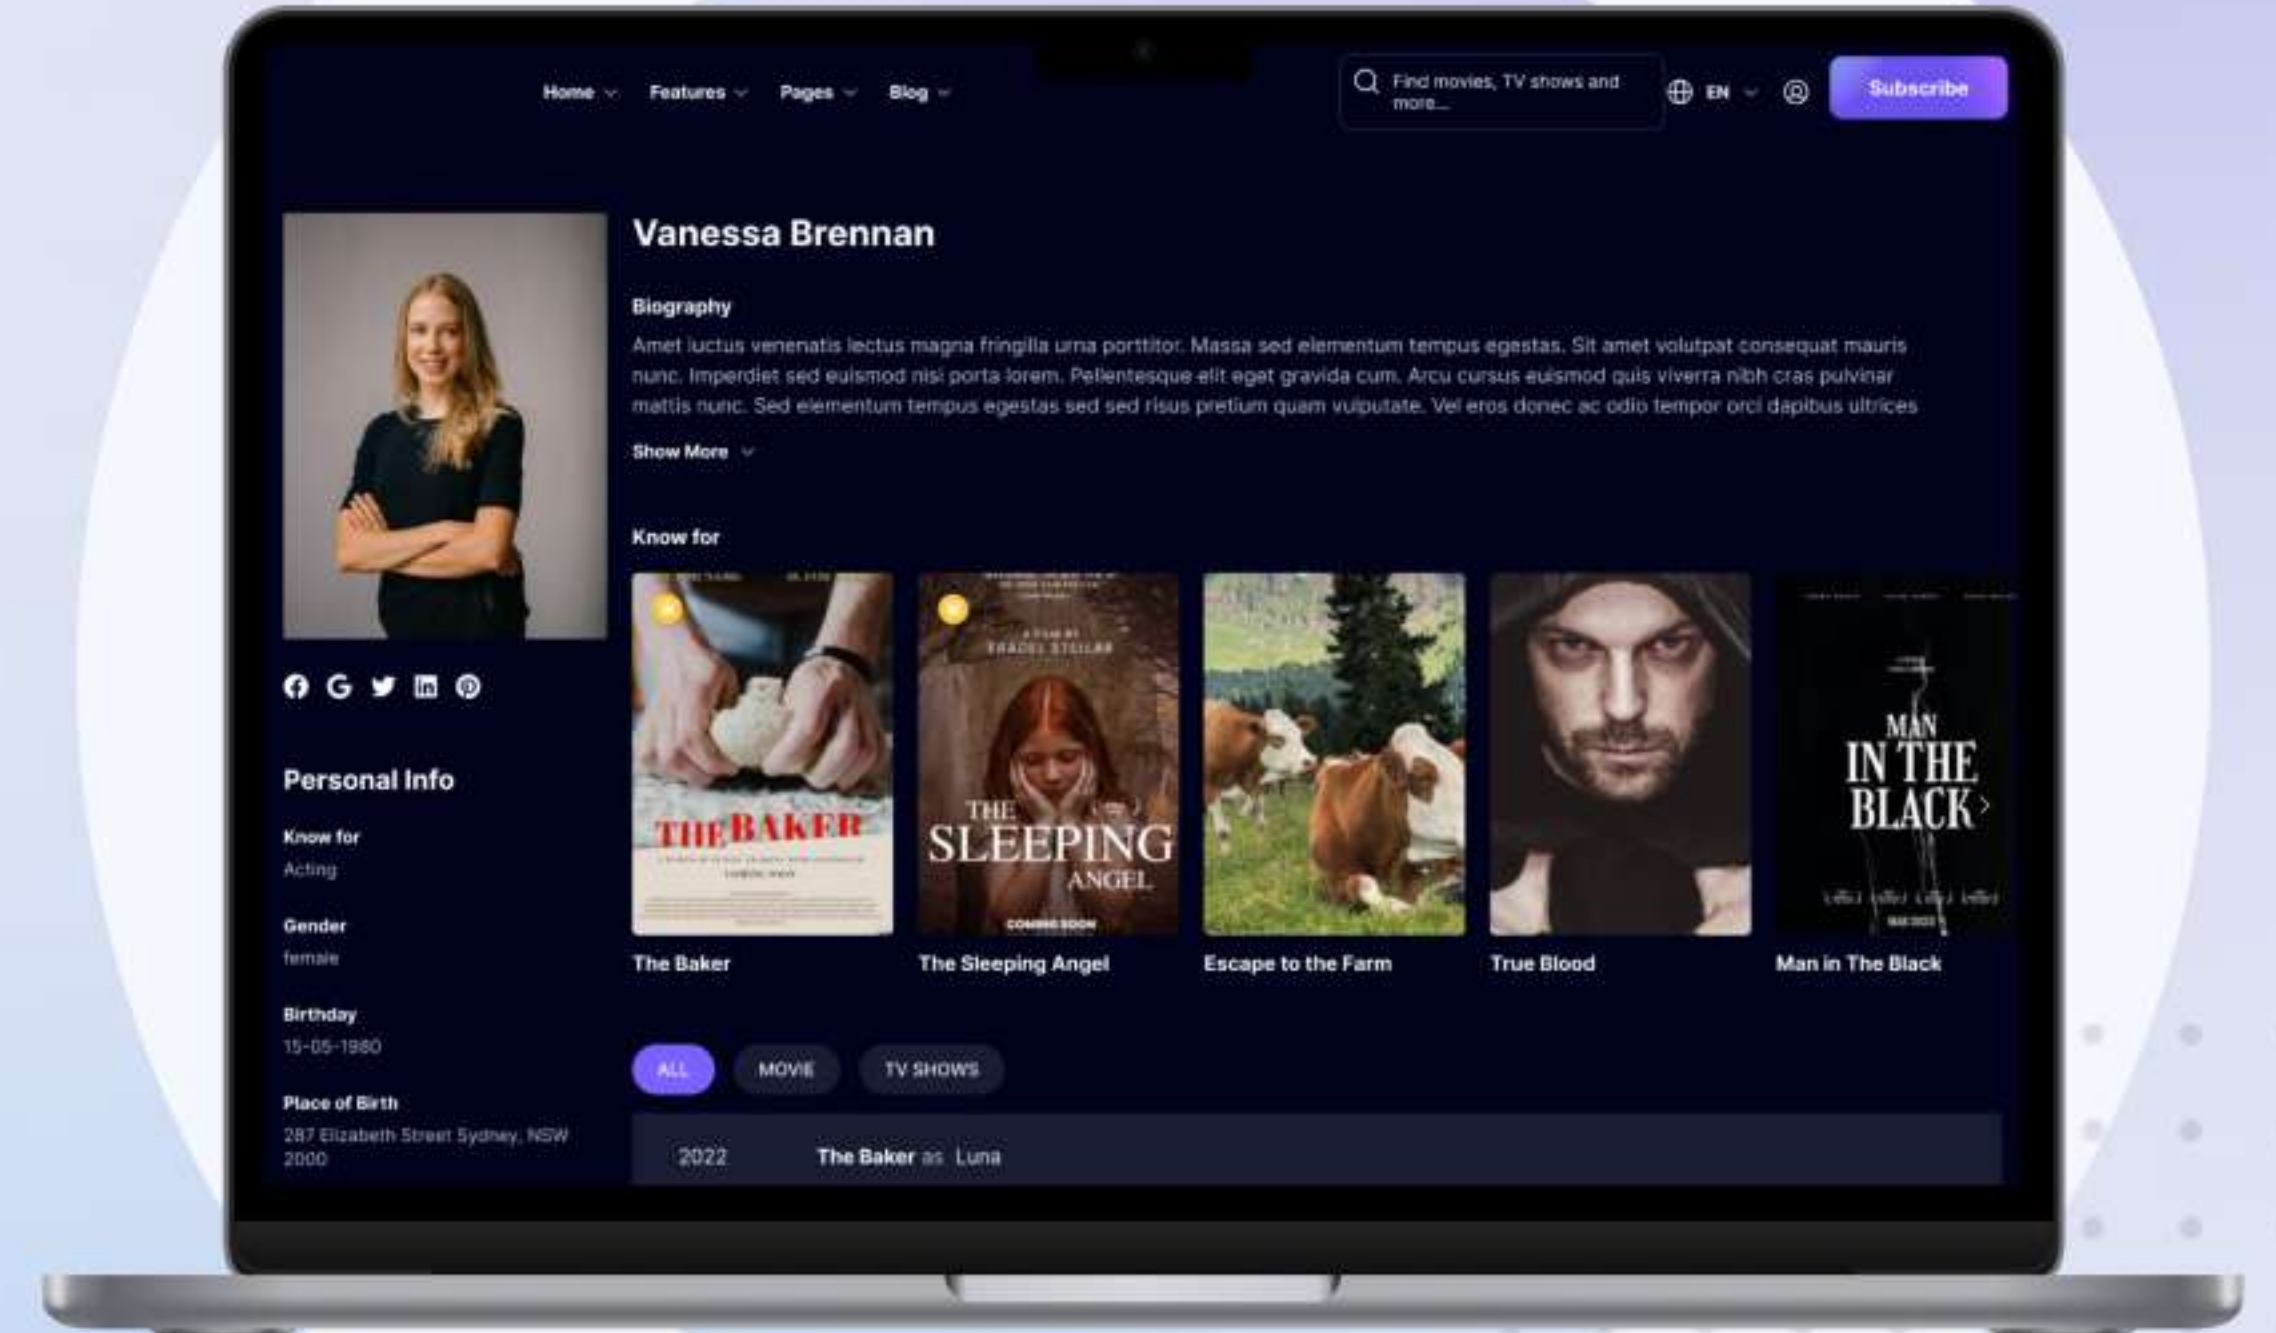 Home Features Pages Blog
Find movies, TV shows and
more...
EN
Subscribe
Vanessa Brennan
Biography
Amet luctus venenatis lectus magna fringilla urna porttitor. Massa sed elementum tempus egestas. Sit amet volutpat consequat mauris
nunc. Imperdiet sed euismod nisi porta lorem. Pellentesque elit eget gravida cum. Arcu cursus euismod quis viverra nibh cras pulvinar
mattis nunc. Sed elementum tempus egestas sed sed risus pretium quam vulputate. Vel eros donec ac odio tempor orci dapibus ultrices
Show More
Know for
THE BAKER
COMING SOON
The Baker
A FILM BY
THE
SLEEPING
ANGEL
COMING SOON
The Sleeping Angel
Escape to the Farm
True Blood
MAN
IN THE
BLACK
Man in The Black
Personal Info
Know for
Acting
Gender
female
Birthday
15-05-1980
Place of Birth
287 Elizabeth Street Sydney, NSW
2000
ALL MOVIE TV SHOWS
2022 The Baker as Luna